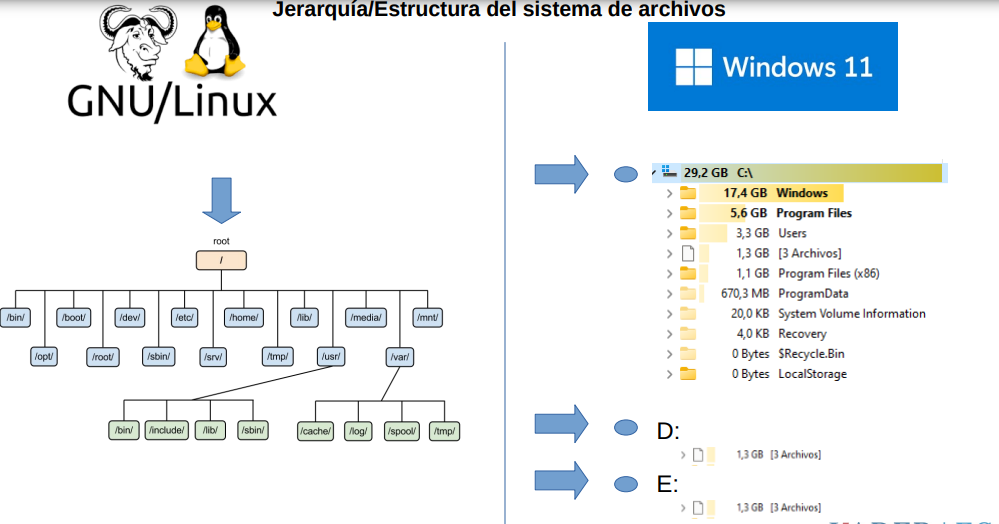 Jerarquía/Estructura del sistema de archivos
GNU/Linux
root
/
/bin/ /boot/ /dev/ /etc/ /home/ /lib/ /media/ /mnt/
/opt/ /root/ /sbin/ /srv/ /tmp/ /usr/ /var/
/bin/ /include/ /lib/ /sbin/ /cache/ /log/ /spool/ /tmp/
Windows 11
29,2 GB C:\
17,4 GB Windows
5,6 GB Program Files
3,3 GB Users
1,3 GB [3 Archivos]
1,1 GB Program Files (x86)
670,3 MB ProgramData
20,0 KB System Volume Information
4,0 KB Recovery
0 Bytes $Recycle.Bin
0 Bytes LocalStorage
D:
1,3 GB [3 Archivos]
E:
1,3 GB [3 Archivos]